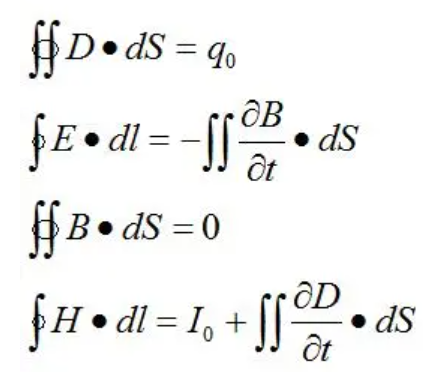 ∯ D • dS = q₀
∮ E • dl = −∬ ∂B/∂t • dS
∯ B • dS = 0
∮ H • dl = I₀ + ∬ ∂D/∂t • dS